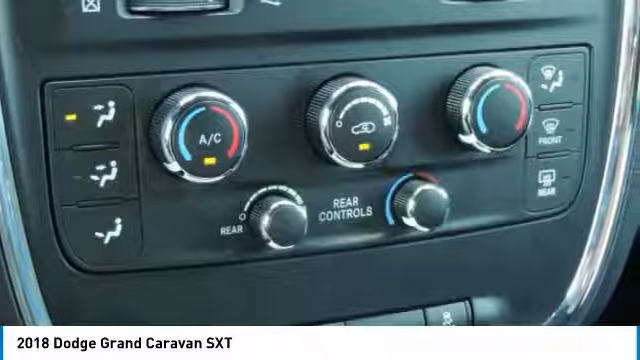 A/C
FRONT
REAR
REAR
CONTROLS
REAR
2018 Dodge Grand Caravan SXT